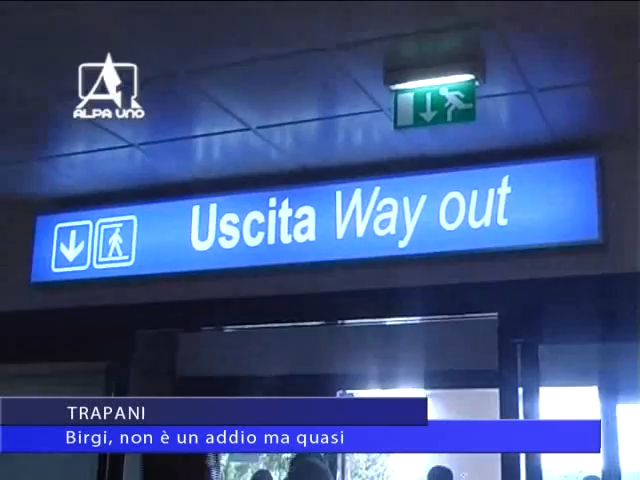 ALPA UNO
Uscita Way out
TRAPANI
Birgi, non è un addio ma quasi